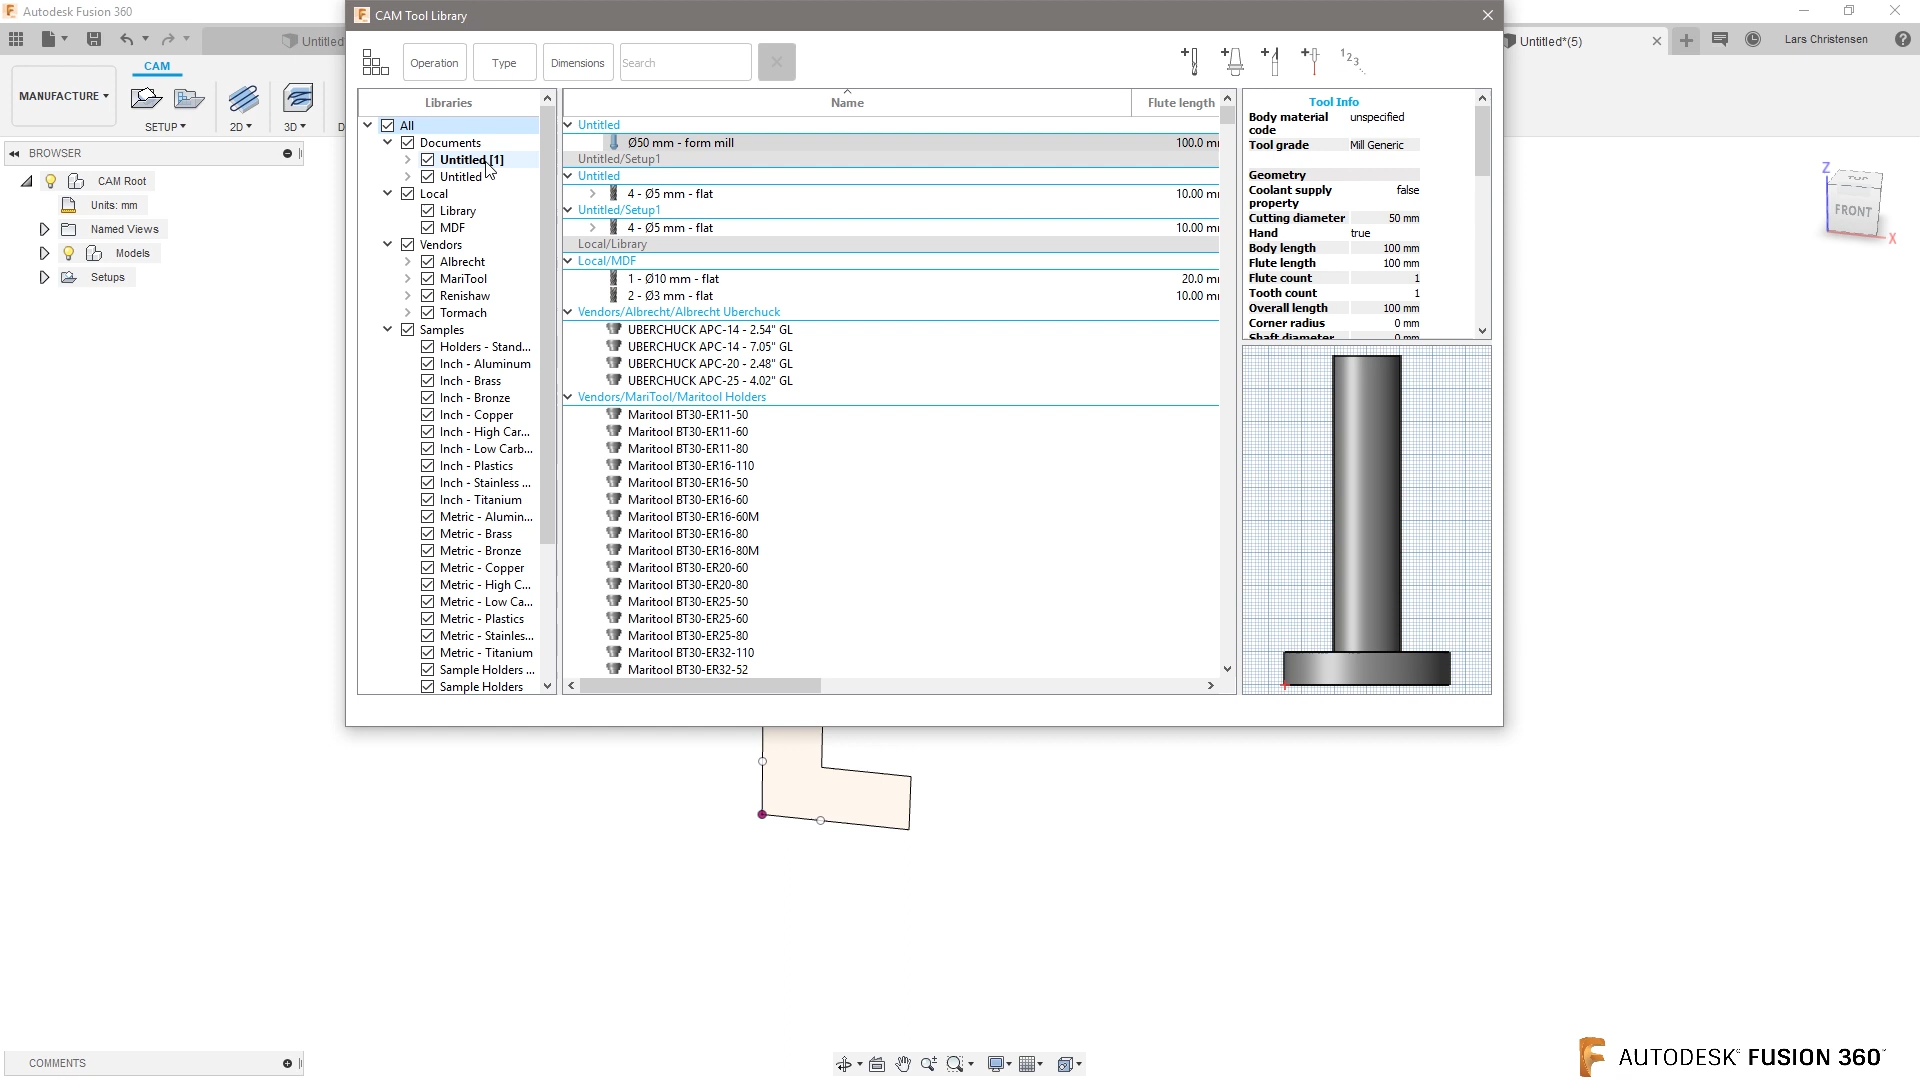 Autodesk Fusion 360
CAM Tool Library
Untitled
Untitled*(5)
Lars Christensen
MANUFACTURE
CAM
SETUP
2D
3D
D
Operation
Type
Dimensions
Search
BROWSER
CAM Root
Units: mm
Named Views
Models
Setups
Libraries
All
Documents
Untitled [1]
Untitled
Local
Library
MDF
Vendors
Albrecht
MariTool
Renishaw
Tormach
Samples
Holders - Stand...
Inch - Aluminum
Inch - Brass
Inch - Bronze
Inch - Copper
Inch - High Car...
Inch - Low Carb...
Inch - Plastics
Inch - Stainless ...
Inch - Titanium
Metric - Alumin...
Metric - Brass
Metric - Bronze
Metric - Copper
Metric - High C...
Metric - Low Ca...
Metric - Plastics
Metric - Stainles...
Metric - Titanium
Sample Holders ...
Sample Holders
Name Flute length
Untitled
Ø50 mm - form mill 100.0 m
Untitled/Setup1
Untitled
4 - Ø5 mm - flat 10.00 m
Untitled/Setup1
4 - Ø5 mm - flat 10.00 m
Local/Library
Local/MDF
1 - Ø10 mm - flat 20.0 m
2 - Ø3 mm - flat 10.00 m
Vendors/Albrecht/Albrecht Uberchuck
UBERCHUCK APC-14 - 2.54" GL
UBERCHUCK APC-14 - 7.05" GL
UBERCHUCK APC-20 - 2.48" GL
UBERCHUCK APC-25 - 4.02" GL
Vendors/MariTool/Maritool Holders
Maritool BT30-ER11-50
Maritool BT30-ER11-60
Maritool BT30-ER11-80
Maritool BT30-ER16-110
Maritool BT30-ER16-50
Maritool BT30-ER16-60
Maritool BT30-ER16-60M
Maritool BT30-ER16-80
Maritool BT30-ER16-80M
Maritool BT30-ER20-60
Maritool BT30-ER20-80
Maritool BT30-ER25-50
Maritool BT30-ER25-60
Maritool BT30-ER25-80
Maritool BT30-ER32-110
Maritool BT30-ER32-52
Tool Info
Body material code unspecified
Tool grade Mill Generic
Geometry
Coolant supply property false
Cutting diameter 50 mm
Hand true
Body length 100 mm
Flute length 100 mm
Flute count 1
Tooth count 1
Overall length 100 mm
Corner radius 0 mm
Shaft diameter 0 mm
Z
TOP
FRONT
X
COMMENTS
AUTODESK FUSION 360